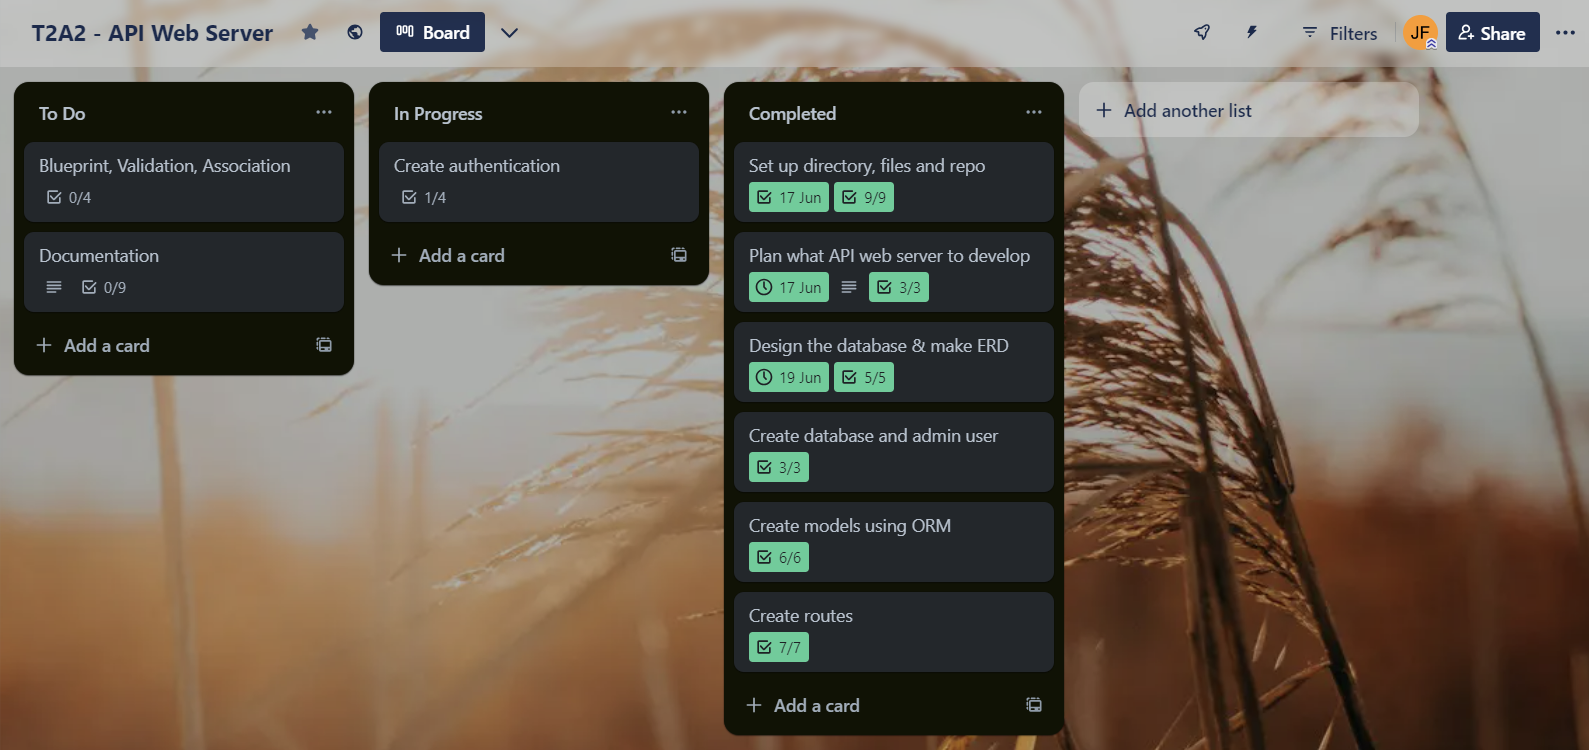 T2A2 - API Web Server
Board
Filters
JF
Share
To Do
Blueprint, Validation, Association
0/4
Documentation
0/9
Add a card
In Progress
Create authentication
1/4
Add a card
Completed
Set up directory, files and repo
17 Jun 9/9
Plan what API web server to develop
17 Jun 3/3
Design the database & make ERD
19 Jun 5/5
Create database and admin user
3/3
Create models using ORM
6/6
Create routes
7/7
Add a card
Add another list